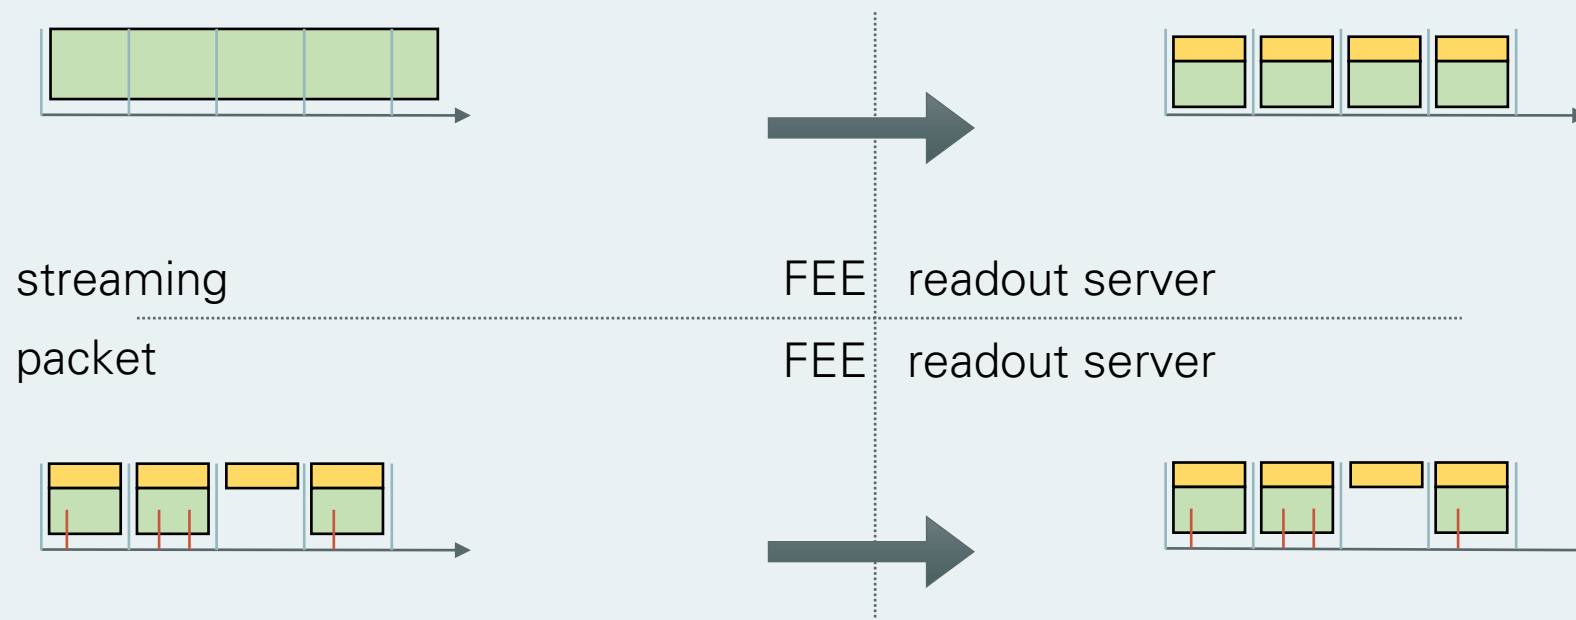 streaming
FEE
readout server
packet
FEE
readout server